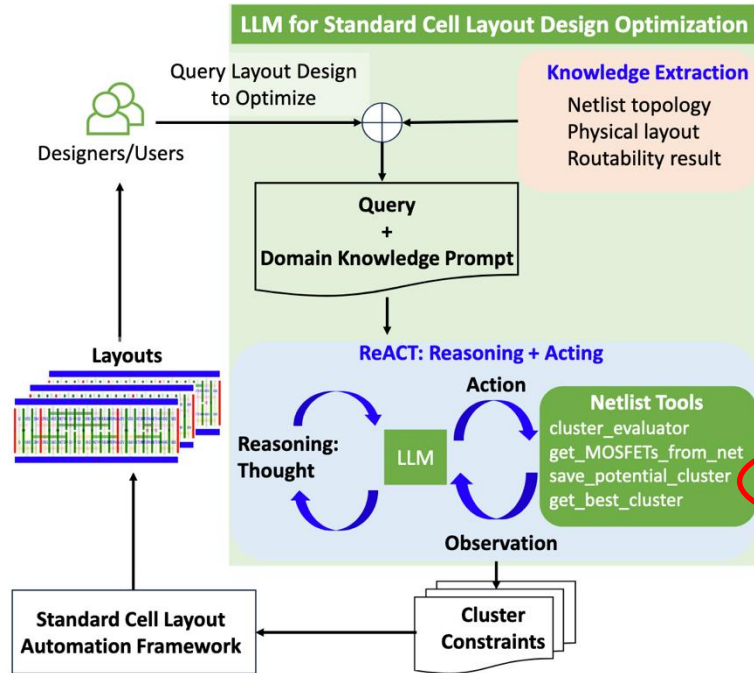 LLM for Standard Cell Layout Design Optimization
Query Layout Design
to Optimize
Designers/Users
Knowledge Extraction
Netlist topology
Physical layout
Routability result
Query
+
Domain Knowledge Prompt
ReACT: Reasoning + Acting
Layouts
Action
Reasoning:
Thought
LLM
Netlist Tools
cluster_evaluator
get_MOSFETs_from_net
save_potential_cluster
get_best_cluster
Observation
Standard Cell Layout
Automation Framework
Cluster
Constraints